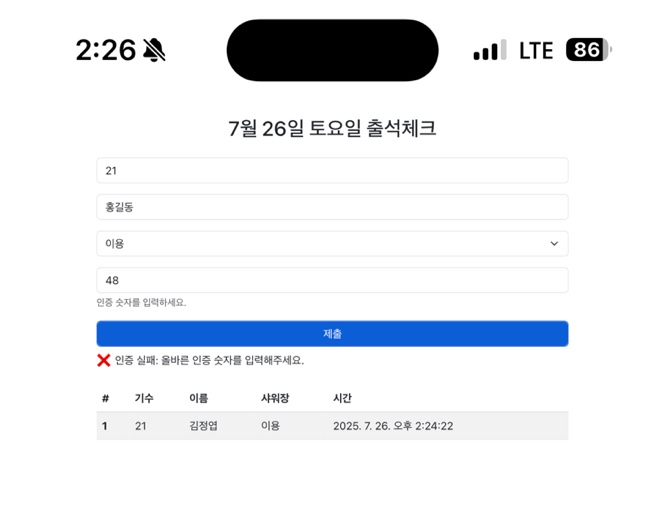 2:26 LTE 86
7월 26일 토요일 출석체크
21
홍길동
이용
48
인증 숫자를 입력하세요.
제출
❌ 인증 실패: 올바른 인증 숫자를 입력해주세요.
# 기수 이름 샤워장 시간
1 21 김정엽 이용 2025. 7. 26. 오후 2:24:22